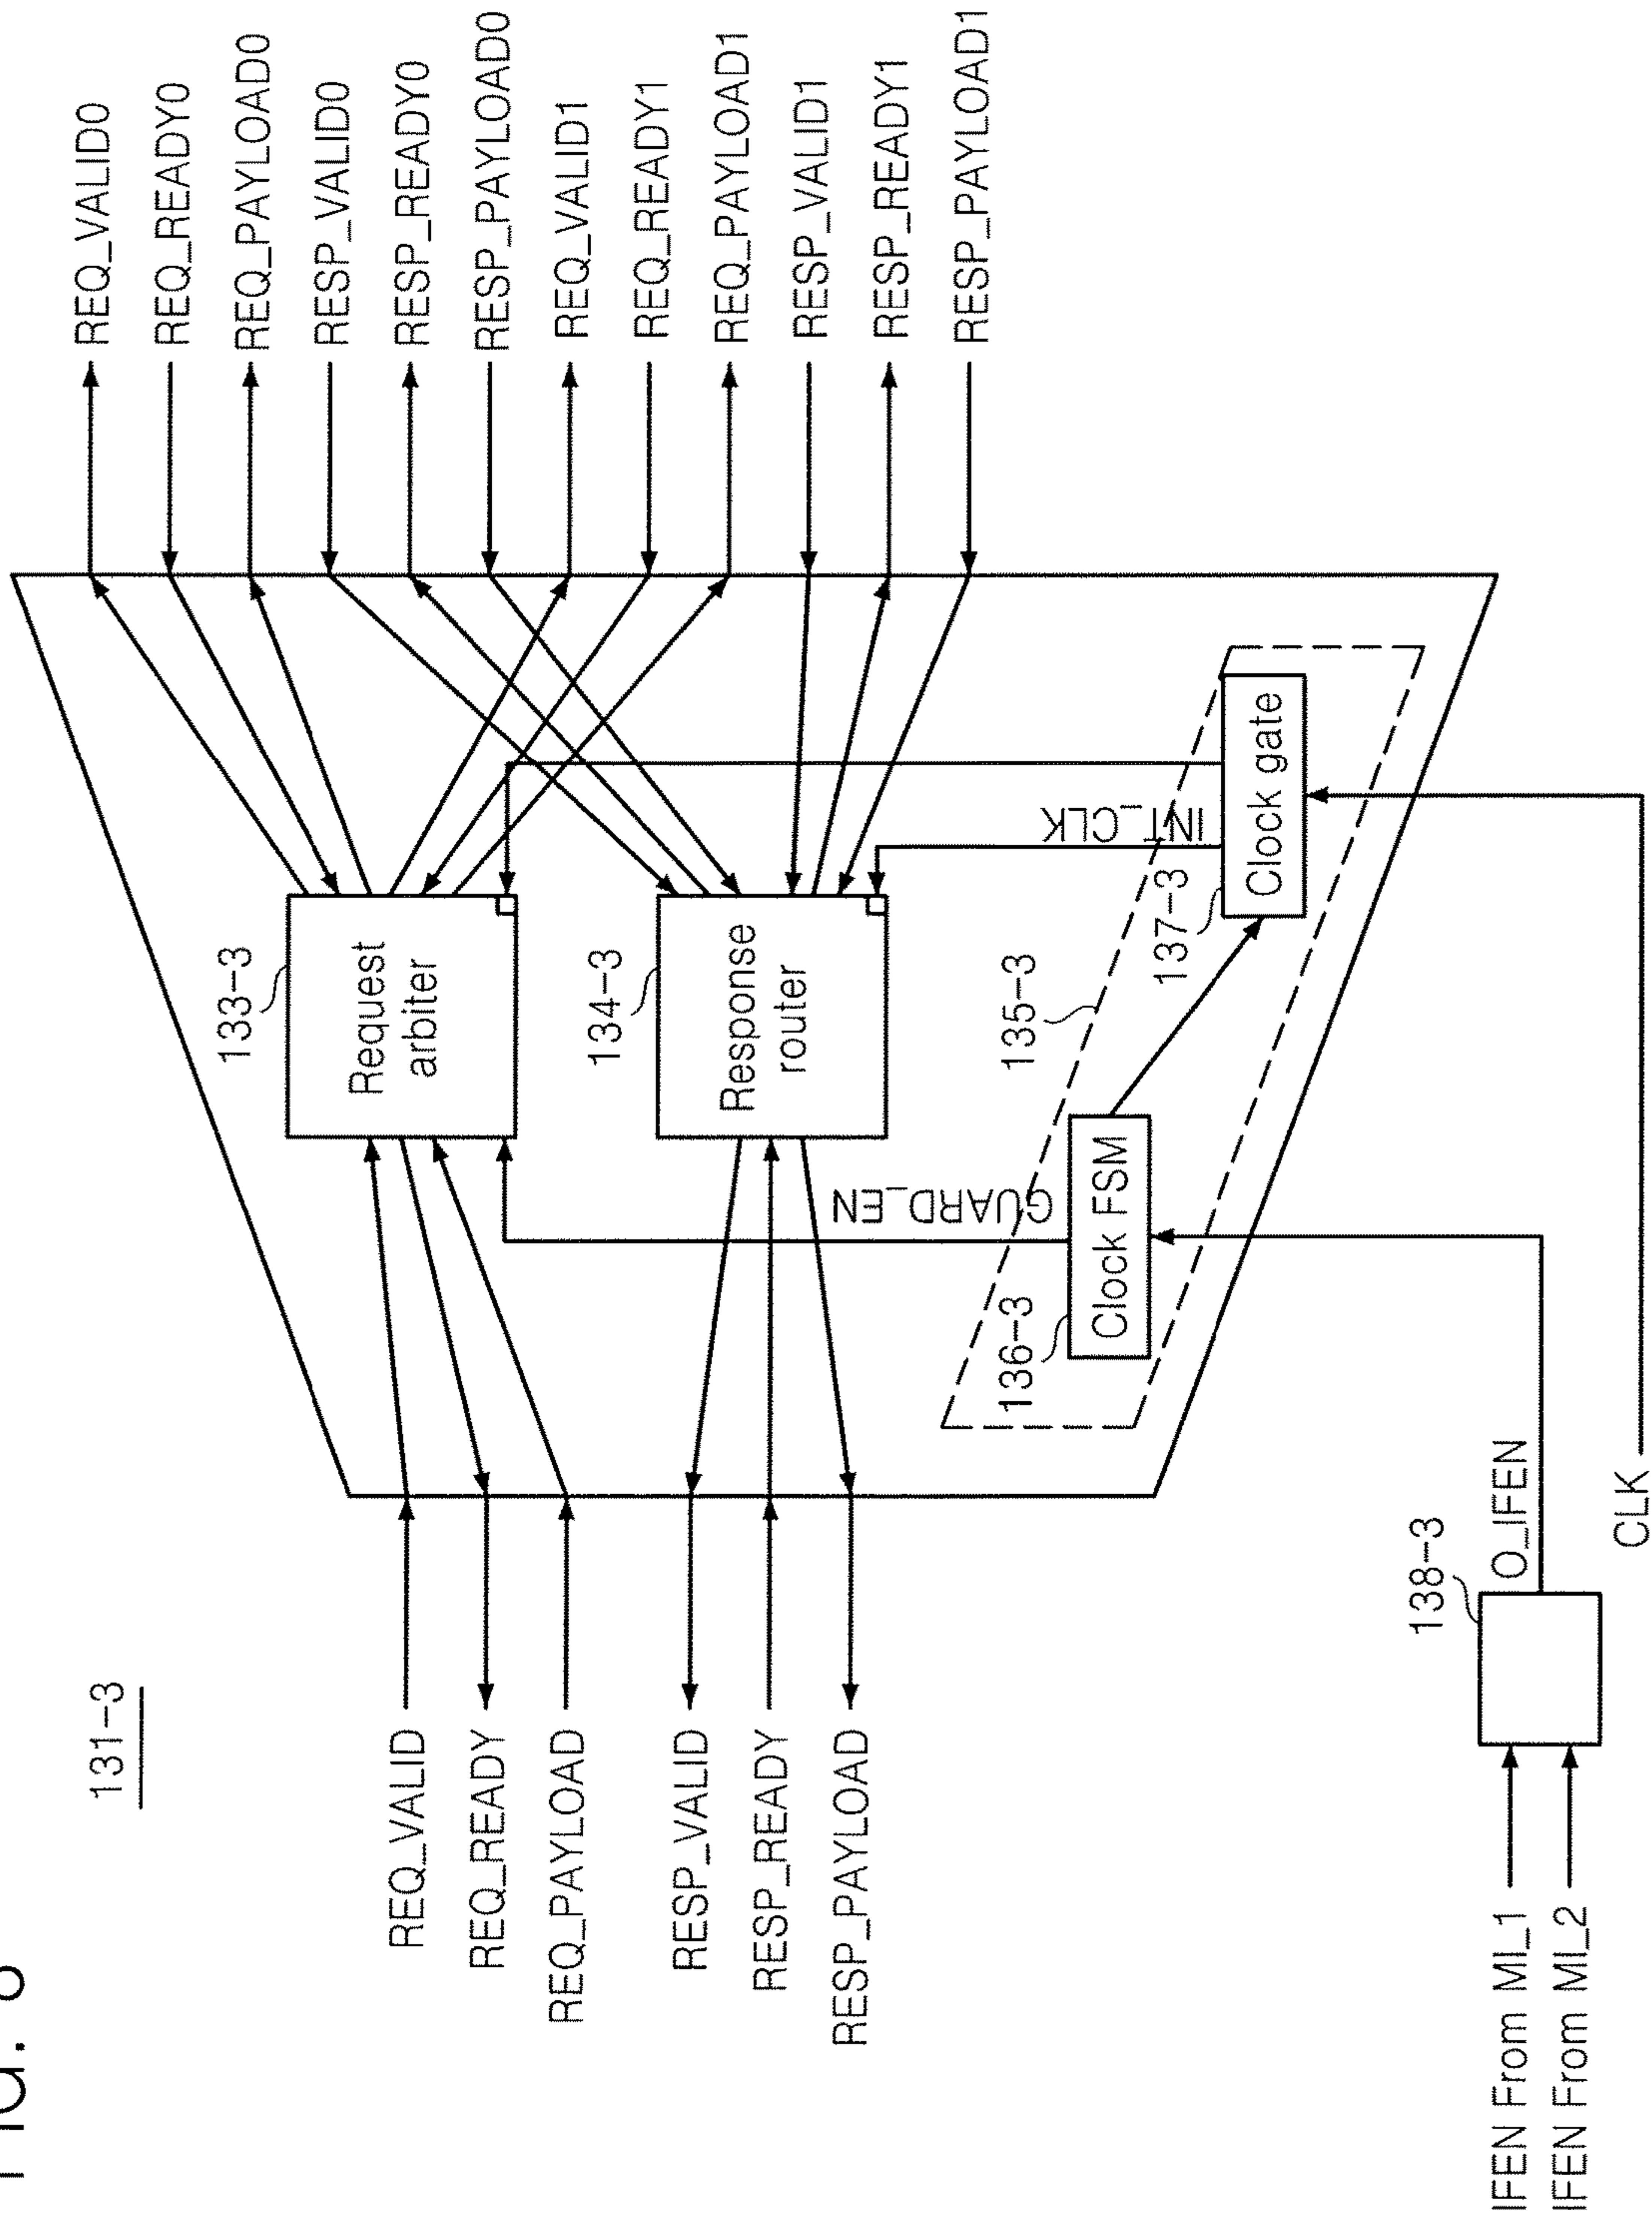 FIG.
131-3
REQ_VALID
REQ_READY
REQ_PAYLOAD
RESP_VALID
RESP_READY
RESP_PAYLOAD
133-3
Request
arbiter
134-3
Response
router
GUARD_EN
INT_CLK
135-3
136-3
Clock FSM
137-3
Clock gate
REQ_VALID0
REQ_READY0
REQ_PAYLOAD0
RESP_VALID0
RESP_READY0
RESP_PAYLOAD0
REQ_VALID1
REQ_READY1
REQ_PAYLOAD1
RESP_VALID1
RESP_READY1
RESP_PAYLOAD1
138-3
O_IFEN
IFEN From MI_1
IFEN From MI_2
CLK